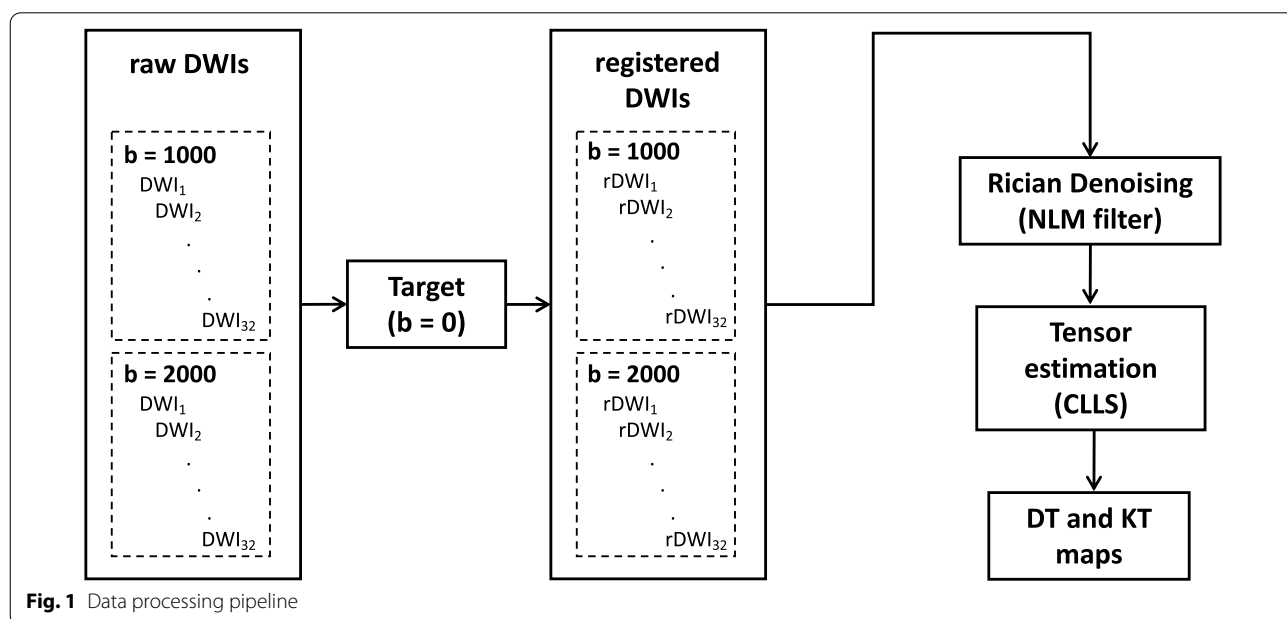 raw DWIs
b = 1000
DWI₁
DWI₂
.
.
.
DWI₃₂
b = 2000
DWI₁
DWI₂
.
.
.
DWI₃₂
Target
(b = 0)
registered
DWIs
b = 1000
rDWI₁
rDWI₂
.
.
.
rDWI₃₂
b = 2000
rDWI₁
rDWI₂
.
.
.
rDWI₃₂
Rician Denoising
(NLM filter)
Tensor
estimation
(CLLS)
DT and KT
maps
Fig. 1 Data processing pipeline